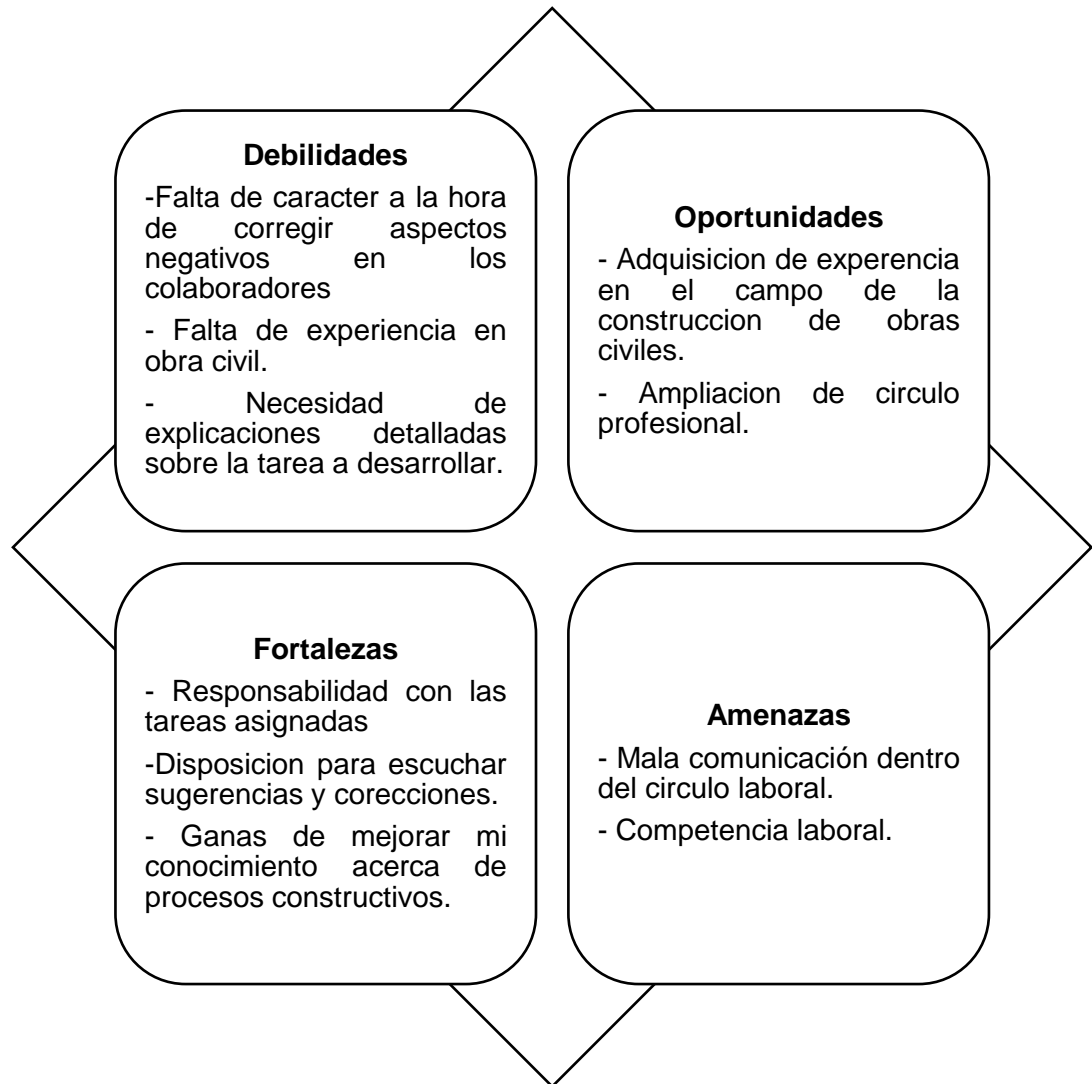 Debilidades
-Falta de caracter a la hora
de corregir aspectos
negativos en los
colaboradores
- Falta de experiencia en
obra civil.
- Necesidad de
explicaciones detalladas
sobre la tarea a desarrollar.
Oportunidades
- Adquisicion de experencia
en el campo de la
construccion de obras
civiles.
- Ampliacion de circulo
profesional.
Fortalezas
- Responsabilidad con las
tareas asignadas
-Disposicion para escuchar
sugerencias y corecciones.
- Ganas de mejorar mi
conocimiento acerca de
procesos constructivos.
Amenazas
- Mala comunicación dentro
del circulo laboral.
- Competencia laboral.